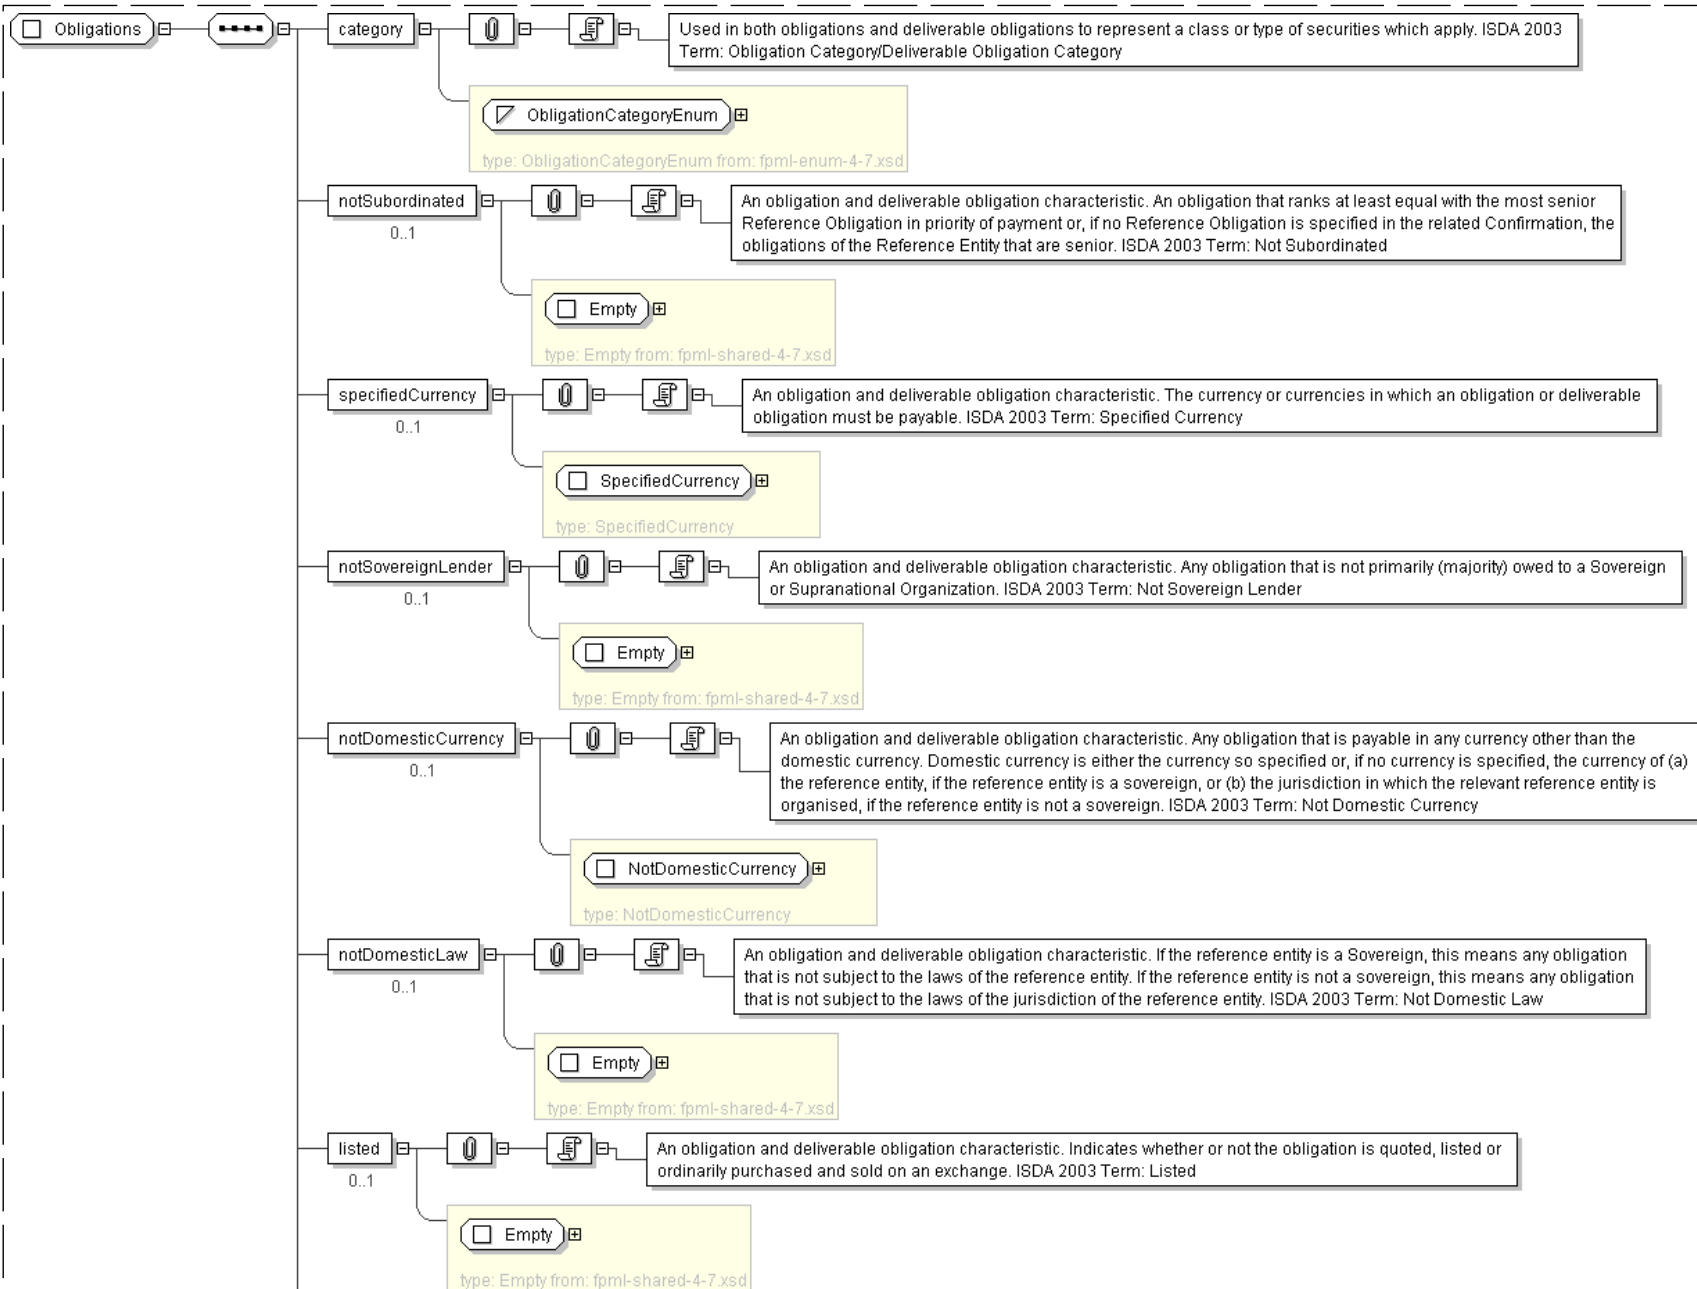 Obligations
category
Used in both obligations and deliverable obligations to represent a class or type of securities which apply. ISDA 2003
Term: Obligation Category/Deliverable Obligation Category
ObligationCategoryEnum
type: ObligationCategoryEnum from: fpml-enum-4-7.xsd
notSubordinated
0..1
An obligation and deliverable obligation characteristic. An obligation that ranks at least equal with the most senior
Reference Obligation in priority of payment or, if no Reference Obligation is specified in the related Confirmation, the
obligations of the Reference Entity that are senior. ISDA 2003 Term: Not Subordinated
Empty
type: Empty from: fpml-shared-4-7.xsd
specifiedCurrency
0..1
An obligation and deliverable obligation characteristic. The currency or currencies in which an obligation or deliverable
obligation must be payable. ISDA 2003 Term: Specified Currency
SpecifiedCurrency
type: SpecifiedCurrency
notSovereignLender
0..1
An obligation and deliverable obligation characteristic. Any obligation that is not primarily (majority) owed to a Sovereign
or Supranational Organization. ISDA 2003 Term: Not Sovereign Lender
Empty
type: Empty from: fpml-shared-4-7.xsd
notDomesticCurrency
0..1
An obligation and deliverable obligation characteristic. Any obligation that is payable in any currency other than the
domestic currency. Domestic currency is either the currency so specified or, if no currency is specified, the currency of (a)
the reference entity, if the reference entity is a sovereign, or (b) the jurisdiction in which the relevant reference entity is
organised, if the reference entity is not a sovereign. ISDA 2003 Term: Not Domestic Currency
NotDomesticCurrency
type: NotDomesticCurrency
notDomesticLaw
0..1
An obligation and deliverable obligation characteristic. If the reference entity is a Sovereign, this means any obligation
that is not subject to the laws of the reference entity. If the reference entity is not a sovereign, this means any obligation
that is not subject to the laws of the jurisdiction of the reference entity. ISDA 2003 Term: Not Domestic Law
Empty
type: Empty from: fpml-shared-4-7.xsd
listed
0..1
An obligation and deliverable obligation characteristic. Indicates whether or not the obligation is quoted, listed or
ordinarily purchased and sold on an exchange. ISDA 2003 Term: Listed
Empty
type: Empty from: fpml-shared-4-7.xsd